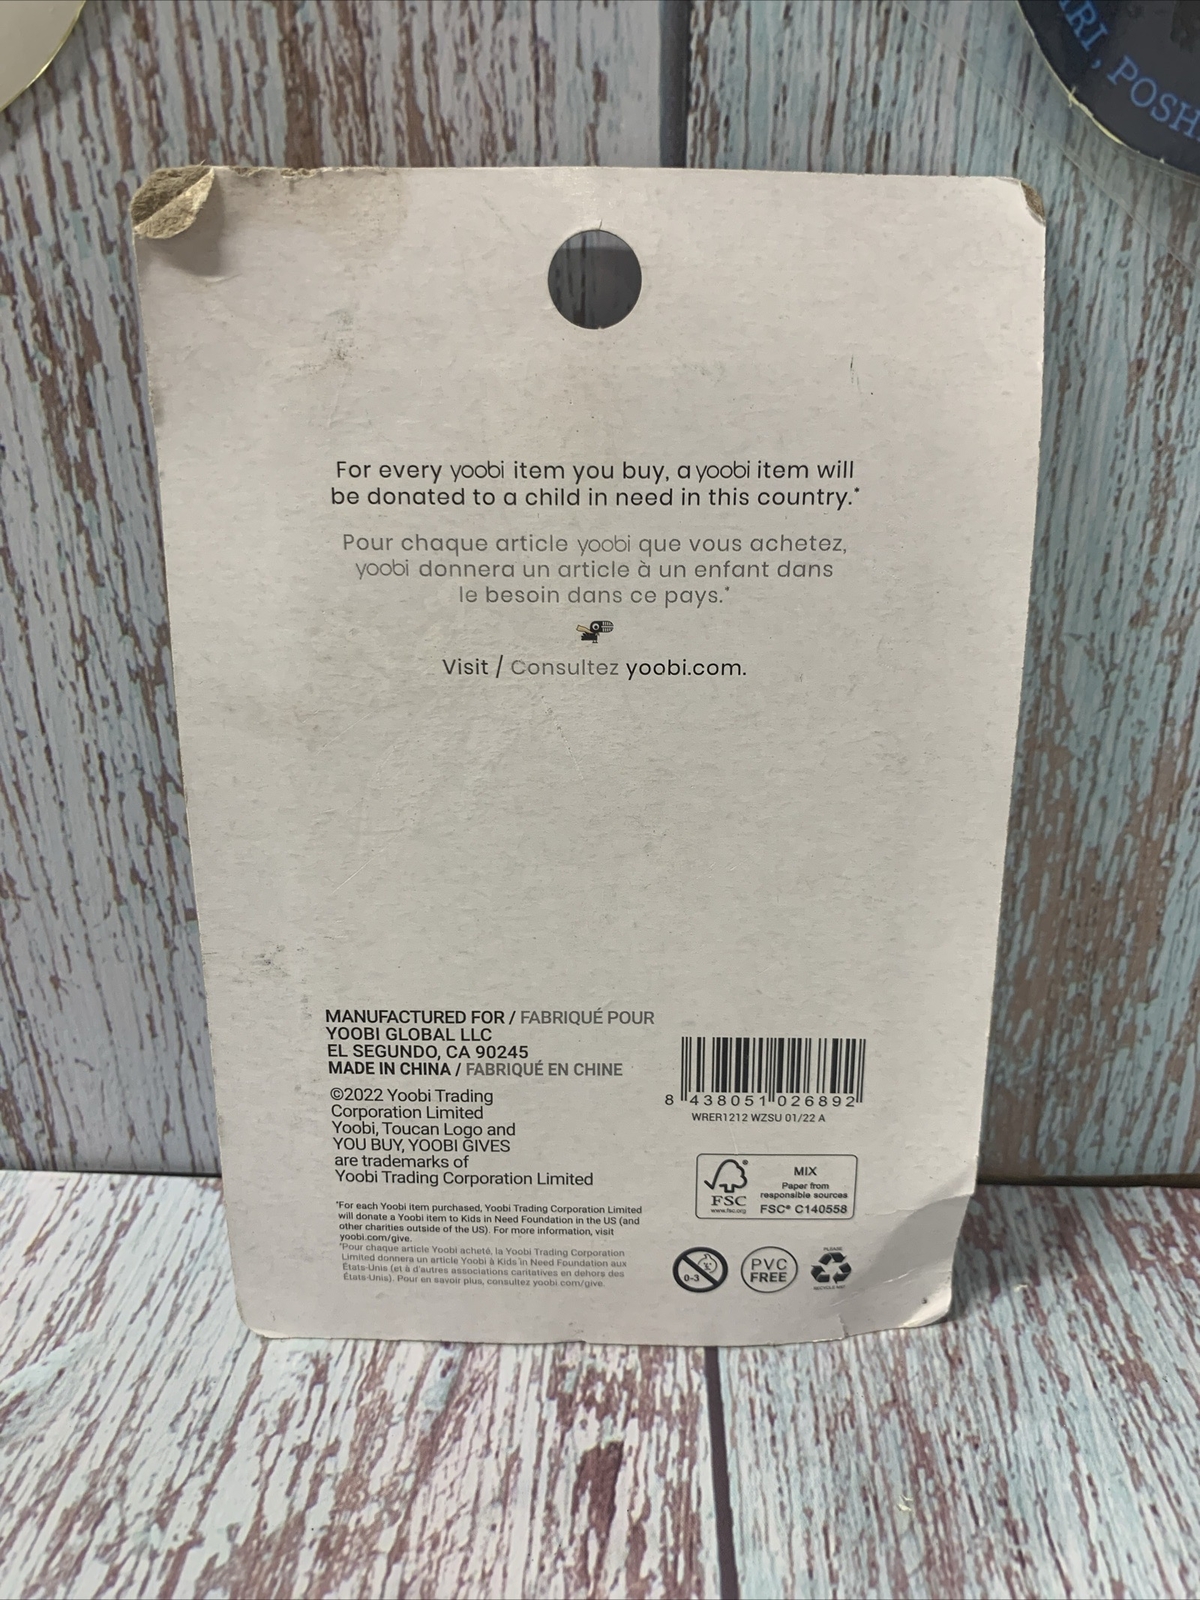 RI, POSH
For every yoobi item you buy, a yoobi item will
be donated to a child in need in this country.*
Pour chaque article yoobi que vous achetez,
yoobi donnera un article à un enfant dans
le besoin dans ce pays.*
Visit / Consultez yoobi.com.
MANUFACTURED FOR / FABRIQUÉ POUR
YOOBI GLOBAL LLC
EL SEGUNDO, CA 90245
MADE IN CHINA / FABRIQUÉ EN CHINE
©2022 Yoobi Trading
Corporation Limited
Yoobi, Toucan Logo and
YOU BUY, YOOBI GIVES
are trademarks of
Yoobi Trading Corporation Limited
*For each Yoobi item purchased, Yoobi Trading Corporation Limited
will donate a Yoobi item to Kids in Need Foundation in the US (and
other charities outside of the US). For more information, visit
yoobi.com/give.
*Pour chaque article Yoobi acheté, la Yoobi Trading Corporation
Limited donnera un article Yoobi à Kids in Need Foundation aux
États-Unis (et à d'autres associations caritatives en dehors des
États-Unis). Pour en savoir plus, consultez yoobi.com/give.
8 438051 026892
WRER1212 WZSU 01/22 A
FSC
www.fsc.org
MIX
Paper from
responsible sources
FSC® C140558
0-3
PVC
FREE
PLEASE
RECYCLE ME!